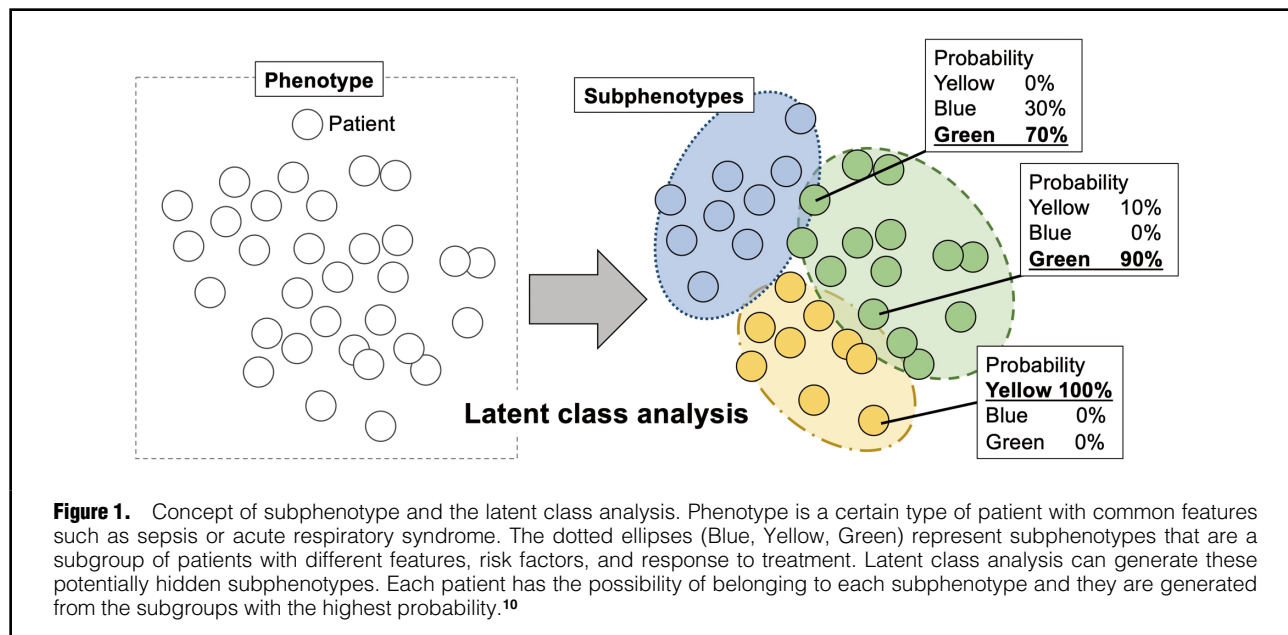 Phenotype
Patient
Subphenotypes
Latent class analysis
Probability
Yellow 0%
Blue 30%
Green 70%
Probability
Yellow 10%
Blue 0%
Green 90%
Probability
Yellow 100%
Blue 0%
Green 0%
Figure 1. Concept of subphenotype and the latent class analysis. Phenotype is a certain type of patient with common features
such as sepsis or acute respiratory syndrome. The dotted ellipses (Blue, Yellow, Green) represent subphenotypes that are a
subgroup of patients with different features, risk factors, and response to treatment. Latent class analysis can generate these
potentially hidden subphenotypes. Each patient has the possibility of belonging to each subphenotype and they are generated
from the subgroups with the highest probability.10